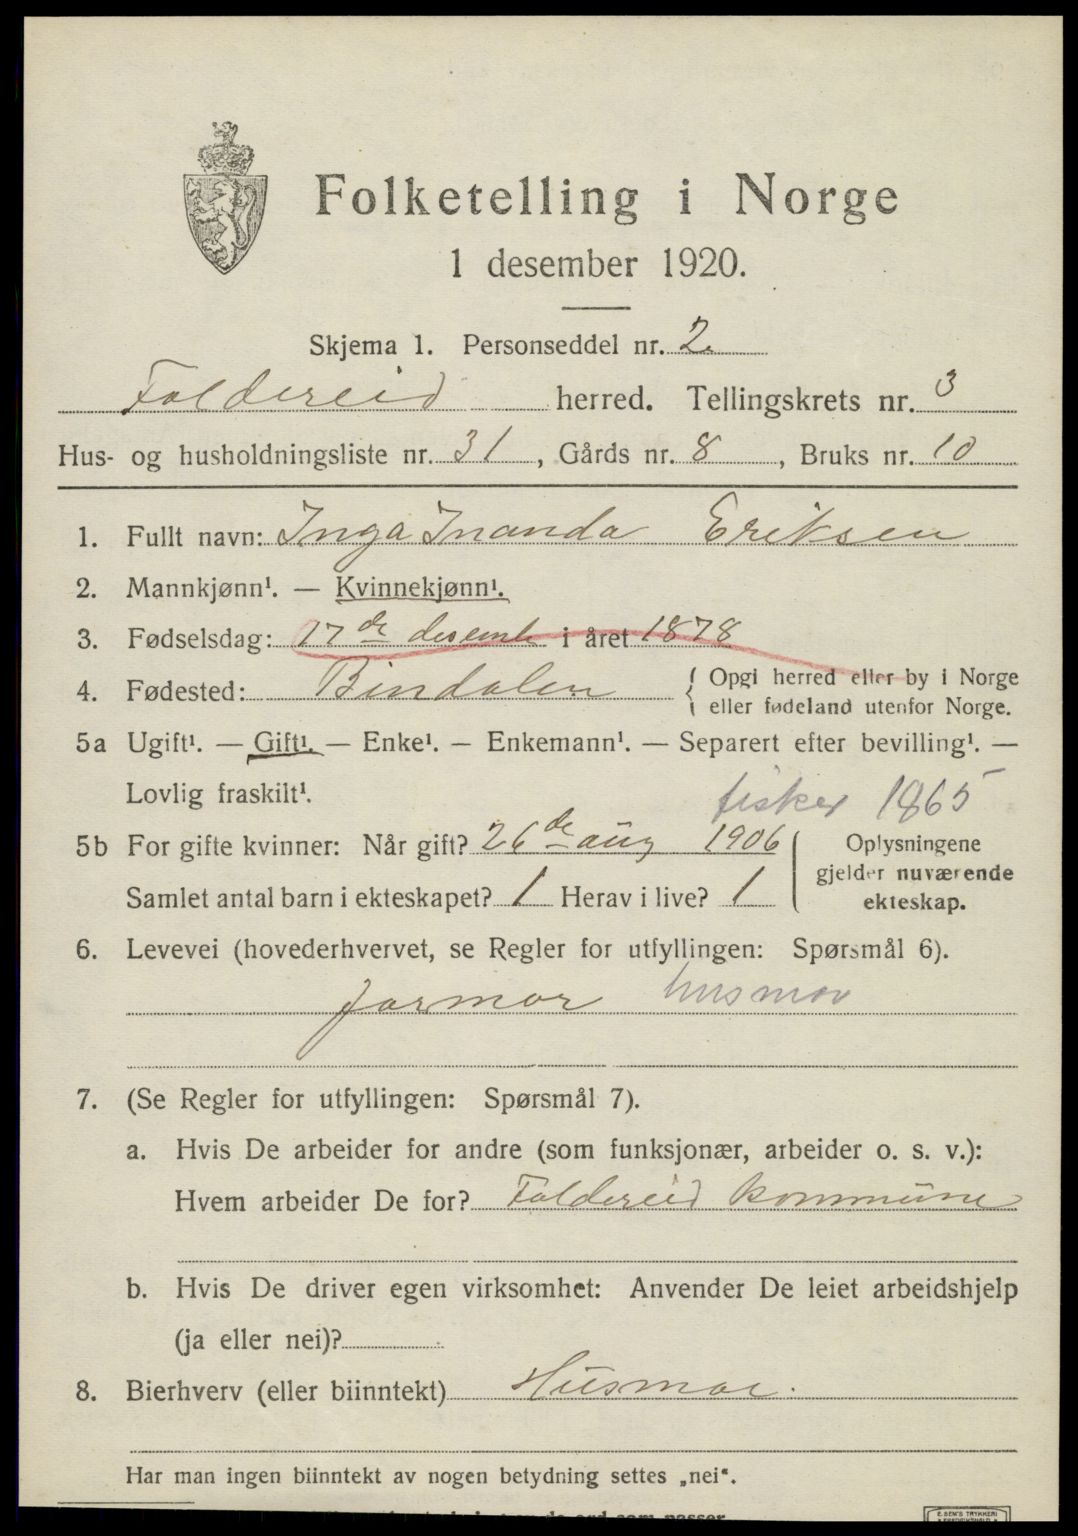 Folketelling i Norge
1 desember 1920.
Skjema 1. Personseddel nr. 2
Foldereid herred. Tellingskrets nr. 3
Hus- og husholdningsliste nr. 31, Gårds nr. 8, Bruks nr. 10
1. Fullt navn: Inga Inanda Eriksen
2. Mannkjønn¹. — Kvinnekjønn¹.
3. Fødselsdag: 17de desemb i året 1878
4. Fødested: Bindalen { Opgi herred eller by i Norge
eller fødeland utenfor Norge.
5a Ugift¹. — Gift¹. — Enke¹. — Enkemann¹. — Separert efter bevilling¹. —
Lovlig fraskilt¹.
fisker 1865
5b For gifte kvinner: Når gift? 26de aug 1906
Samlet antal barn i ekteskapet? 1 Herav i live? 1
Oplysningene
gjelder nuværende
ekteskap.
6. Levevei (hovederhvervet, se Regler for utfyllingen: Spørsmål 6).
jormor husmor
7. (Se Regler for utfyllingen: Spørsmål 7).
a. Hvis De arbeider for andre (som funksjonær, arbeider o. s. v.):
Hvem arbeider De for? Foldereid kommune
b. Hvis De driver egen virksomhet: Anvender De leiet arbeidshjelp
(ja eller nei)?
8. Bierhverv (eller biinntekt) Husmor.
Har man ingen biinntekt av nogen betydning settes „nei“.